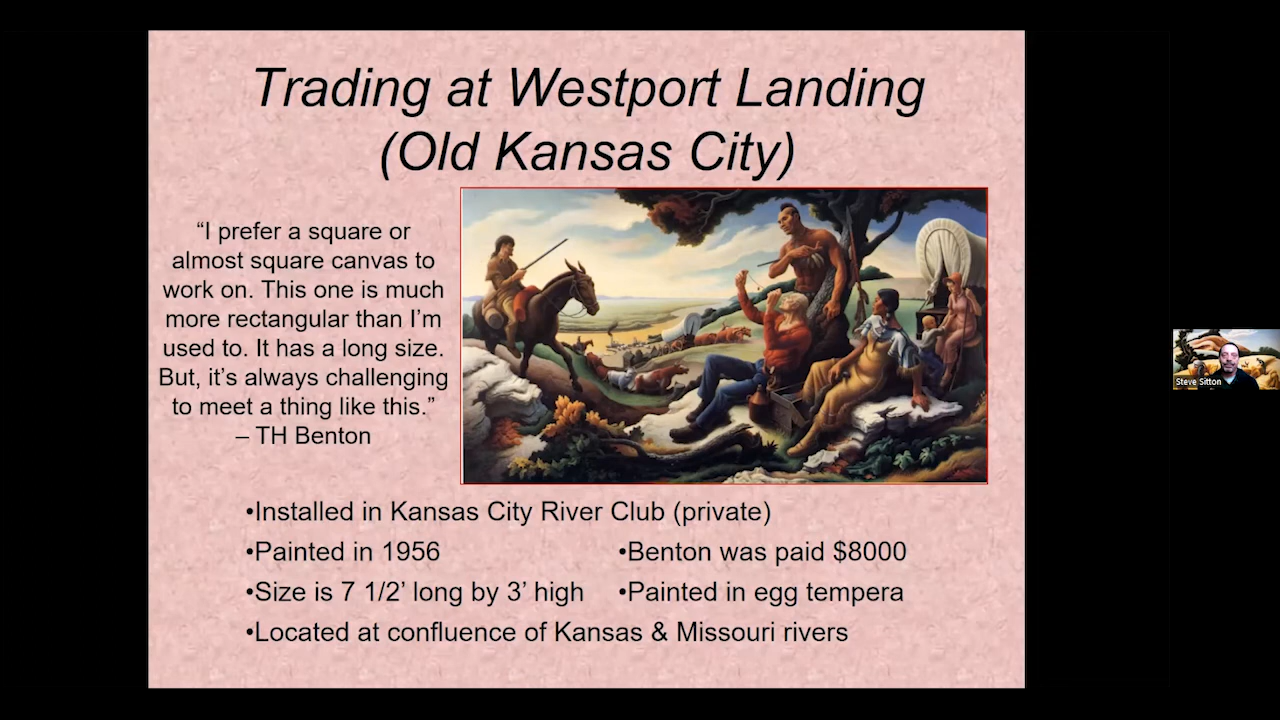 Trading at Westport Landing
(Old Kansas City)
“I prefer a square or
almost square canvas to
work on. This one is much
more rectangular than I’m
used to. It has a long size.
But, it’s always challenging
to meet a thing like this.”
– TH Benton
•Installed in Kansas City River Club (private)
•Painted in 1956
•Benton was paid $8000
•Size is 7 1/2’ long by 3’ high
•Painted in egg tempera
•Located at confluence of Kansas & Missouri rivers
Steve Sitton